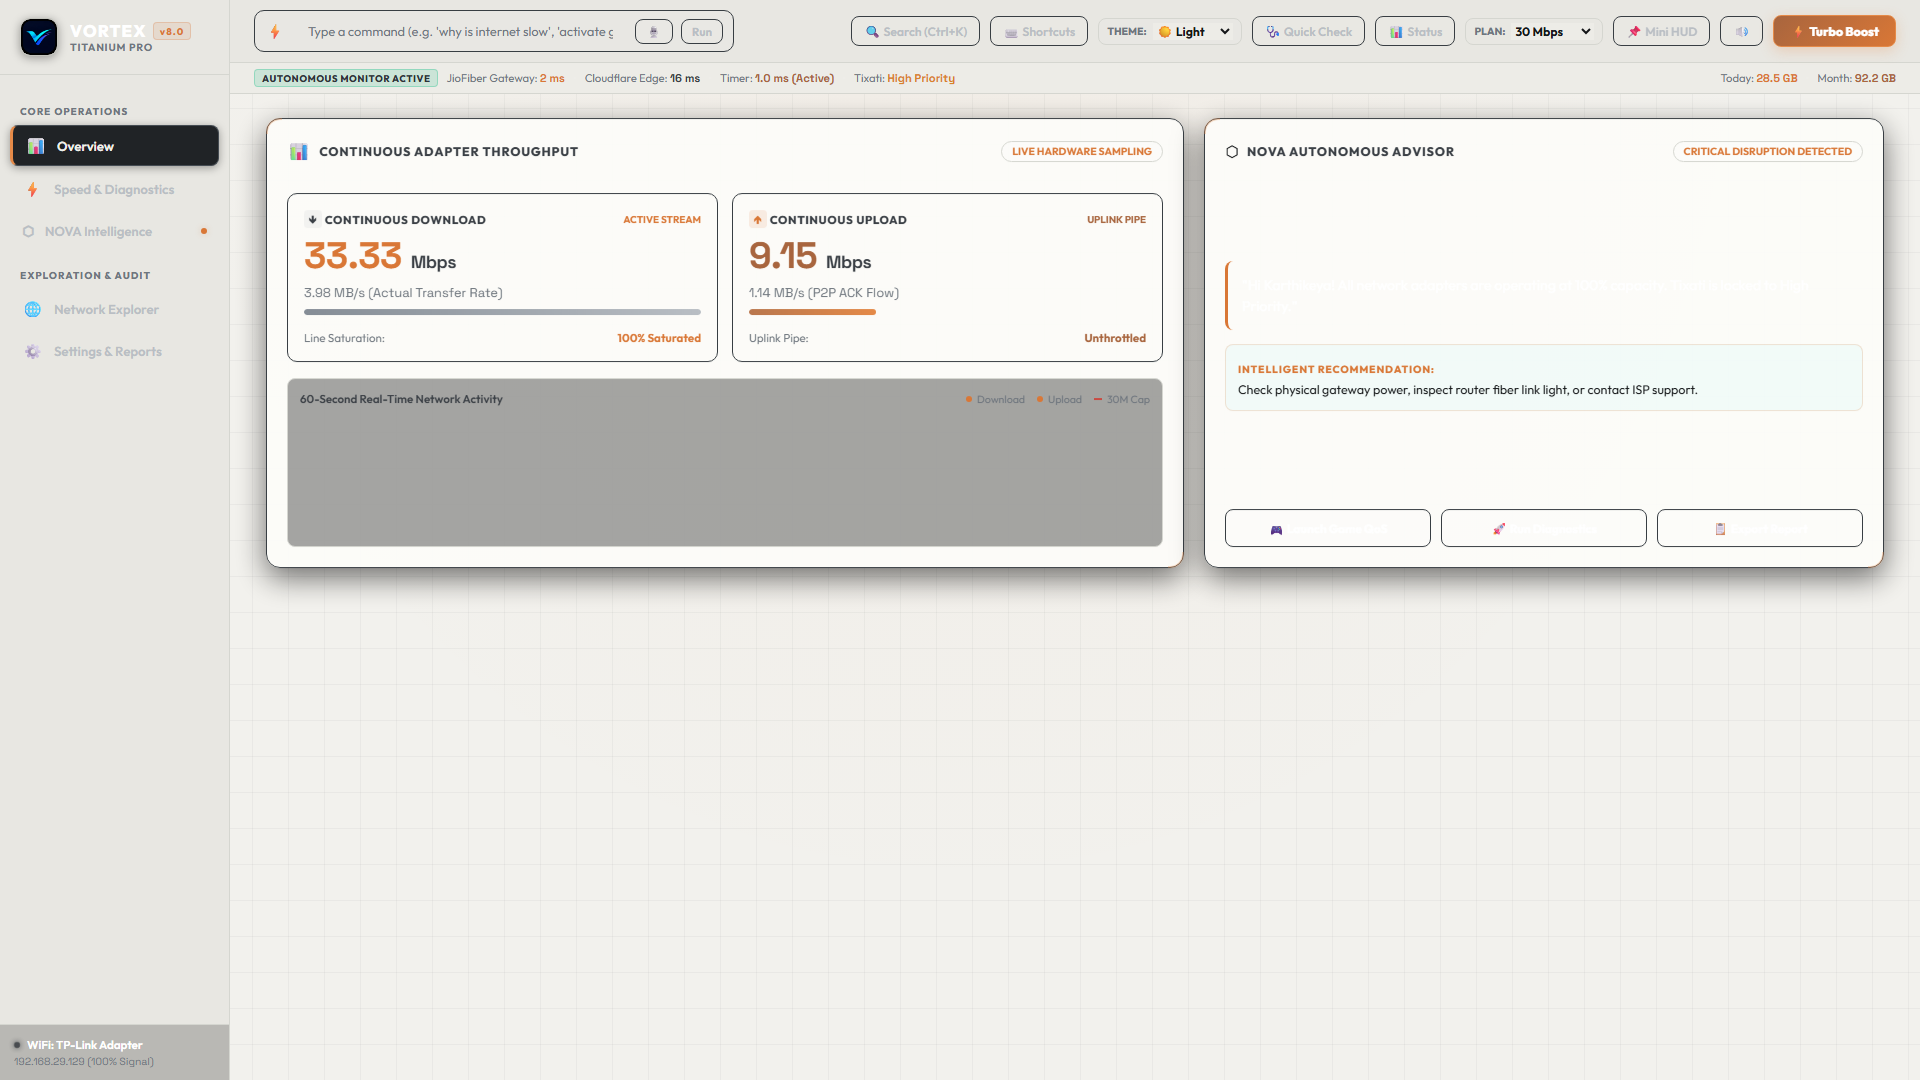 VORTEX v8.0
TITANIUM PRO
Type a command (e.g. 'why is internet slow', 'activate g
Run
Search (Ctrl+K)
Shortcuts
THEME: Light
Quick Check
Status
PLAN: 30 Mbps
Mini HUD
Turbo Boost
AUTONOMOUS MONITOR ACTIVE
JioFiber Gateway: 2 ms
Cloudflare Edge: 16 ms
Timer: 1.0 ms (Active)
Tixati: High Priority
Today: 28.5 GB
Month: 92.2 GB
CORE OPERATIONS
Overview
Speed & Diagnostics
NOVA Intelligence
EXPLORATION & AUDIT
Network Explorer
Settings & Reports
WiFi: TP-Link Adapter
192.168.29.129 (100% Signal)
CONTINUOUS ADAPTER THROUGHPUT
LIVE HARDWARE SAMPLING
CONTINUOUS DOWNLOAD
ACTIVE STREAM
33.33 Mbps
3.98 MB/s (Actual Transfer Rate)
Line Saturation: 100% Saturated
CONTINUOUS UPLOAD
UPLINK PIPE
9.15 Mbps
1.14 MB/s (P2P ACK Flow)
Uplink Pipe: Unthrottled
60-Second Real-Time Network Activity
Download
Upload
30M Cap
NOVA AUTONOMOUS ADVISOR
CRITICAL DISRUPTION DETECTED
INTELLIGENT RECOMMENDATION:
Check physical gateway power, inspect router fiber link light, or contact ISP support.